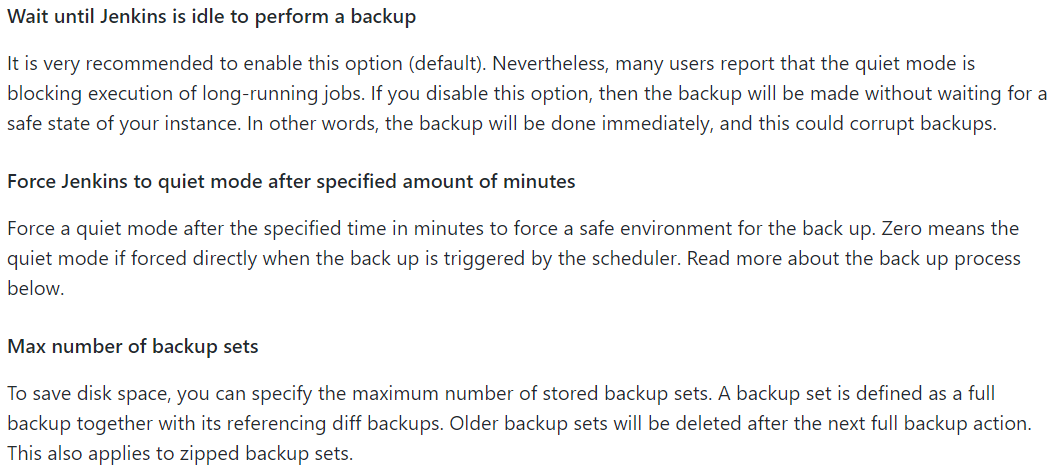 Wait until Jenkins is idle to perform a backup
It is very recommended to enable this option (default). Nevertheless, many users report that the quiet mode is
blocking execution of long-running jobs. If you disable this option, then the backup will be made without waiting for a
safe state of your instance. In other words, the backup will be done immediately, and this could corrupt backups.
Force Jenkins to quiet mode after specified amount of minutes
Force a quiet mode after the specified time in minutes to force a safe environment for the back up. Zero means the
quiet mode if forced directly when the back up is triggered by the scheduler. Read more about the back up process
below.
Max number of backup sets
To save disk space, you can specify the maximum number of stored backup sets. A backup set is defined as a full
backup together with its referencing diff backups. Older backup sets will be deleted after the next full backup action.
This also applies to zipped backup sets.